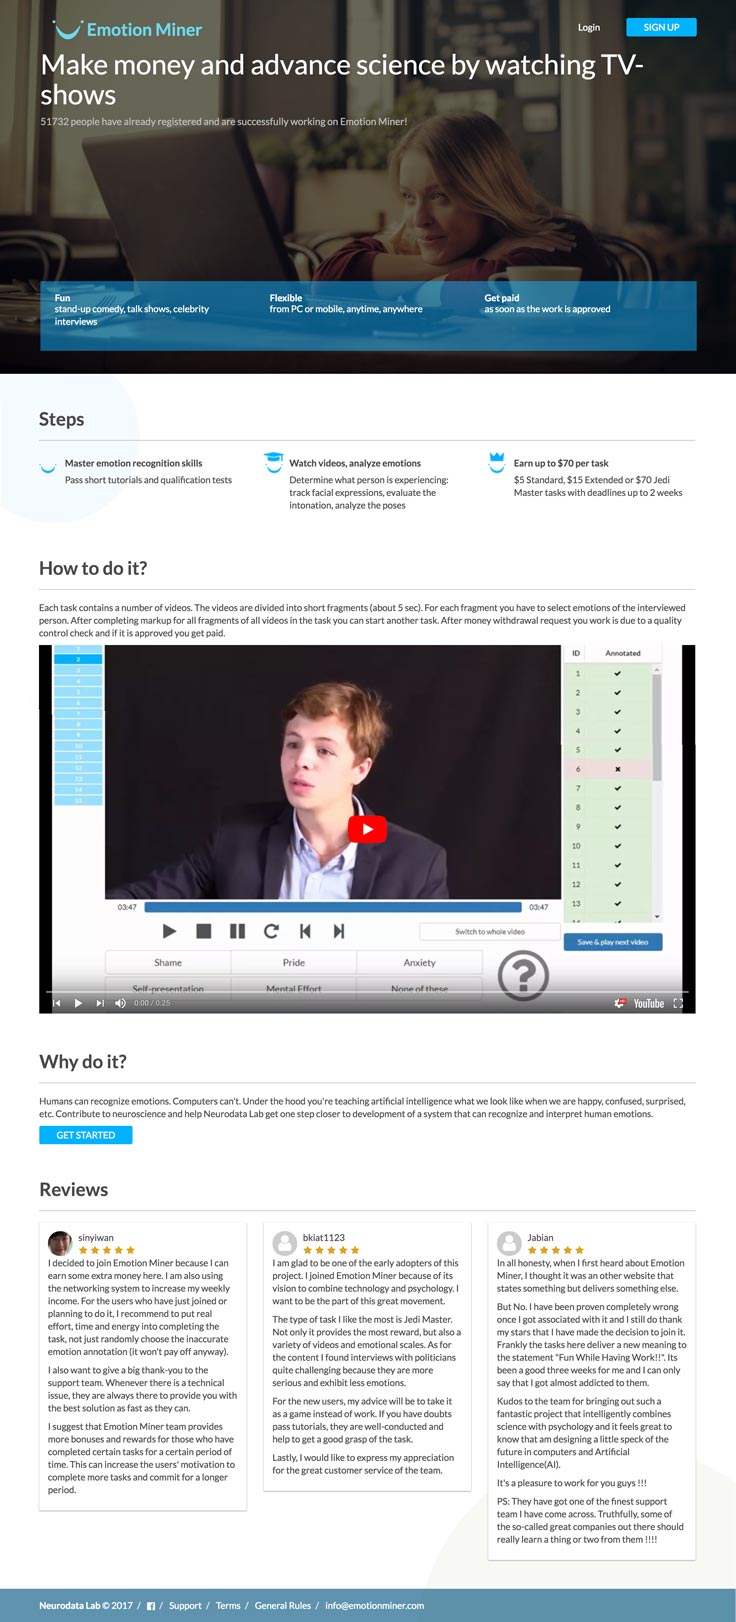 Emotion Miner
Login
SIGN UP
Make money and advance science by watching TV-
shows
51732 people have already registered and are successfully working on Emotion Miner!
Fun
stand-up comedy, talk shows, celebrity
interviews
Flexible
from PC or mobile, anytime, anywhere
Get paid
as soon as the work is approved
Steps
Master emotion recognition skills
Pass short tutorials and qualification tests
Watch videos, analyze emotions
Determine what person is experiencing:
track facial expressions, evaluate the
intonation, analyze the poses
Earn up to $70 per task
$5 Standard, $15 Extended or $70 Jedi
Master tasks with deadlines up to 2 weeks
How to do it?
Each task contains a number of videos. The videos are divided into short fragments (about 5 sec). For each fragment you have to select emotions of the interviewed
person. After completing markup for all fragments of all videos in the task you can start another task. After money withdrawal request you work is due to a quality
control check and if it is approved you get paid.
1
2
3
4
5
6
7
8
9
10
11
12
13
14
15
ID Annotated
1
2
3
4
5
6
7
8
9
10
11
12
13
14
03:47
03:47
Switch to whole video
Save & play next video
Shame
Pride
Anxiety
Self-presentation
Mental Effort
None of these
?
0:00 / 0:25
YouTube
Why do it?
Humans can recognize emotions. Computers can't. Under the hood you're teaching artificial intelligence what we look like when we are happy, confused, surprised,
etc. Contribute to neuroscience and help Neurodata Lab get one step closer to development of a system that can recognize and interpret human emotions.
GET STARTED
Reviews
sinyiwan
I decided to join Emotion Miner because I can
earn some extra money here. I am also using
the networking system to increase my weekly
income. For the users who have just joined or
planning to do it, I recommend to put real
effort, time and energy into completing the
task, not just randomly choose the inaccurate
emotion annotation (it won't pay off anyway).
I also want to give a big thank-you to the
support team. Whenever there is a technical
issue, they are always there to provide you with
the best solution as fast as they can.
I suggest that Emotion Miner team provides
more bonuses and rewards for those who have
completed certain tasks for a certain period of
time. This can increase the users' motivation to
complete more tasks and commit for a longer
period.
bkiat1123
I am glad to be one of the early adopters of this
project. I joined Emotion Miner because of its
vision to combine technology and psychology. I
want to be the part of this great movement.
The type of task I like the most is Jedi Master.
Not only it provides the most reward, but also a
variety of videos and emotional scales. As for
the content I found interviews with politicians
quite challenging because they are more
serious and exhibit less emotions.
For the new users, my advice will be to take it
as a game instead of work. If you have doubts
pass tutorials, they are well-conducted and
help to get a good grasp of the task.
Lastly, I would like to express my appreciation
for the great customer service of the team.
Jabian
In all honesty, when I first heard about Emotion
Miner, I thought it was an other website that
states something but delivers something else.
But No. I have been proven completely wrong
once I got associated with it and I still do thank
my stars that I have made the decision to join it.
Frankly the tasks here deliver a new meaning to
the statement "Fun While Having Work!!". Its
been a good three weeks for me and I can only
say that I got almost addicted to them.
Kudos to the team for bringing out such a
fantastic project that intelligently combines
science with psychology and it feels great to
know that am designing a little speck of the
future in computers and Artificial
Intelligence(AI).
It's a pleasure to work for you guys !!!
PS: They have got one of the finest support
team I have come across. Truthfully, some of
the so-called great companies out there should
really learn a thing or two from them !!!!
Neurodata Lab © 2017 / / Support / Terms / General Rules / info@emotionminer.com